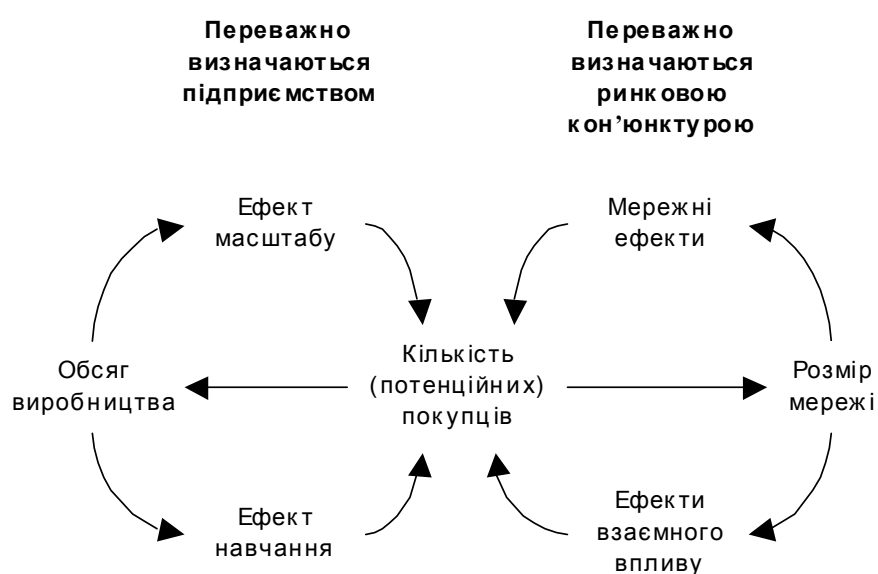 Переважно
визначаються
підприємством
Переважно
визначаються
ринковою
кон’юнктурою
Ефект
масштабу
Мережні
ефекти
Обсяг
виробництва
Кількість
(потенційних)
покупців
Розмір
мережі
Ефект
навчання
Ефекти
взаємного
впливу